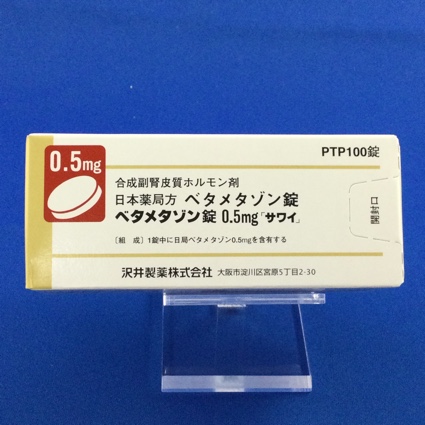 0.5mg
PTP100錠
合成副腎皮質ホルモン剤
日本薬局方 ベタメタゾン錠
ベタメタゾン錠 0.5mg「サワイ」
〔組 成〕1錠中に日局ベタメタゾン0.5mgを含有する
沢井製薬株式会社 大阪市淀川区宮原5丁目2-30
開封口